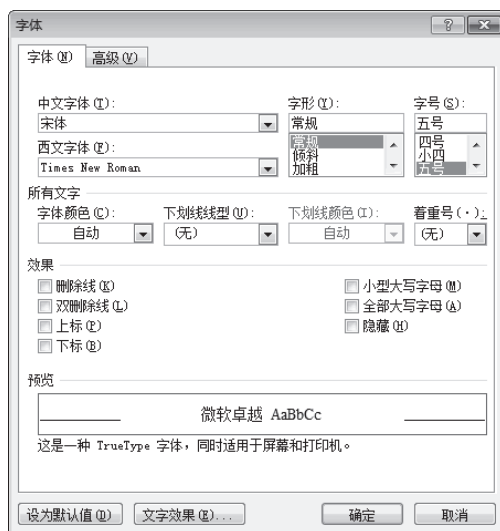 字体
字体(N) 高级(V)
中文字体(T): 字形(Y): 字号(S):
宋体 常规 五号
常规 四号
西文字体(F): 倾斜 小四
Times New Roman 加粗 五号
所有文字
字体颜色(C): 下划线线型(U): 下划线颜色(I): 着重号(·):
自动 (无) 自动 (无)
效果
删除线(K) 小型大写字母(M)
双删除线(L) 全部大写字母(A)
上标(P) 隐藏(H)
下标(B)
预览
微软卓越 AaBbCc
这是一种 TrueType 字体，同时适用于屏幕和打印机。
设为默认值(D) 文字效果(E)... 确定 取消